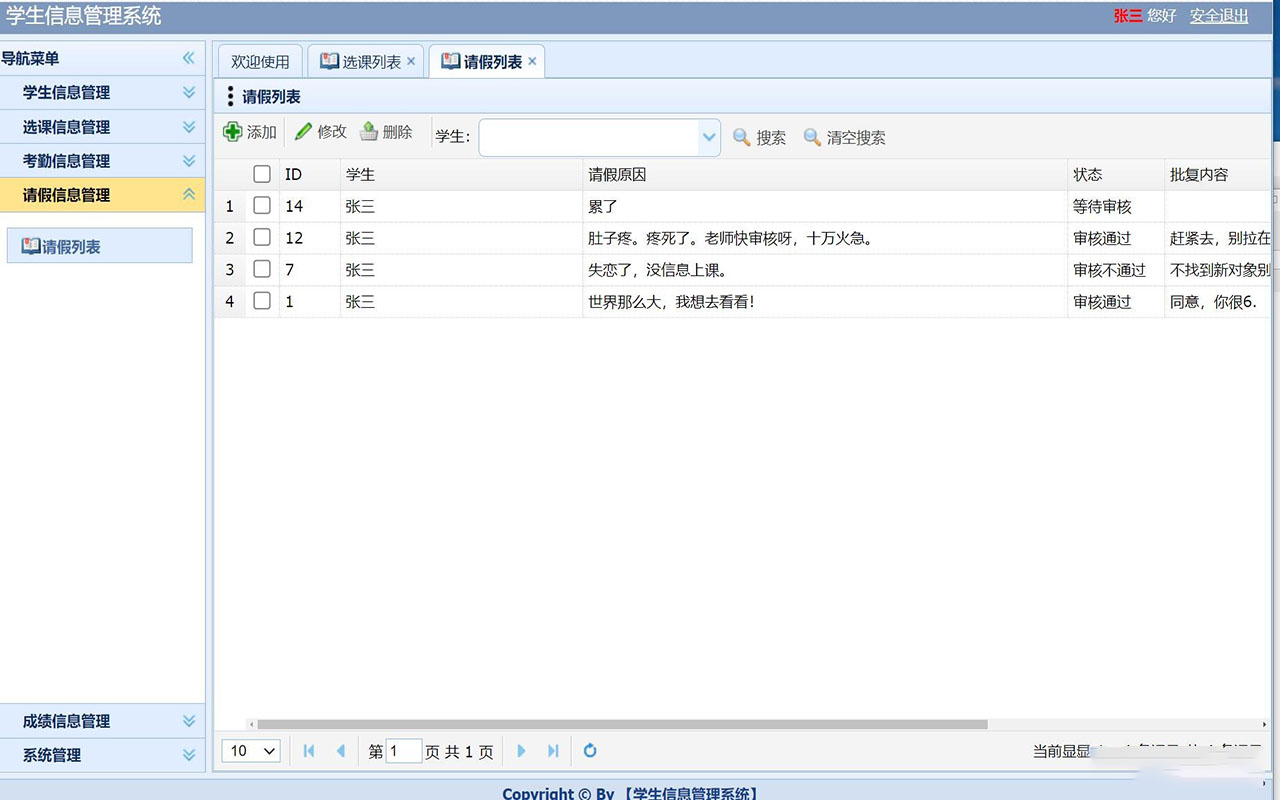 学生信息管理系统
张三 您好 安全退出
导航菜单
学生信息管理
选课信息管理
考勤信息管理
请假信息管理
请假列表
成绩信息管理
系统管理
欢迎使用 选课列表 请假列表
请假列表
添加 修改 删除 学生: 搜索 清空搜索
ID 学生 请假原因 状态 批复内容
1 14 张三 累了 等待审核
2 12 张三 肚子疼。疼死了。老师快审核呀，十万火急。 审核通过 赶紧去，别拉在
3 7 张三 失恋了，没信息上课。 审核不通过 不找到新对象别
4 1 张三 世界那么大，我想去看看！ 审核通过 同意，你很6.
10 第 1 页 共 1 页 当前显
Copyright © By 【学生信息管理系统】